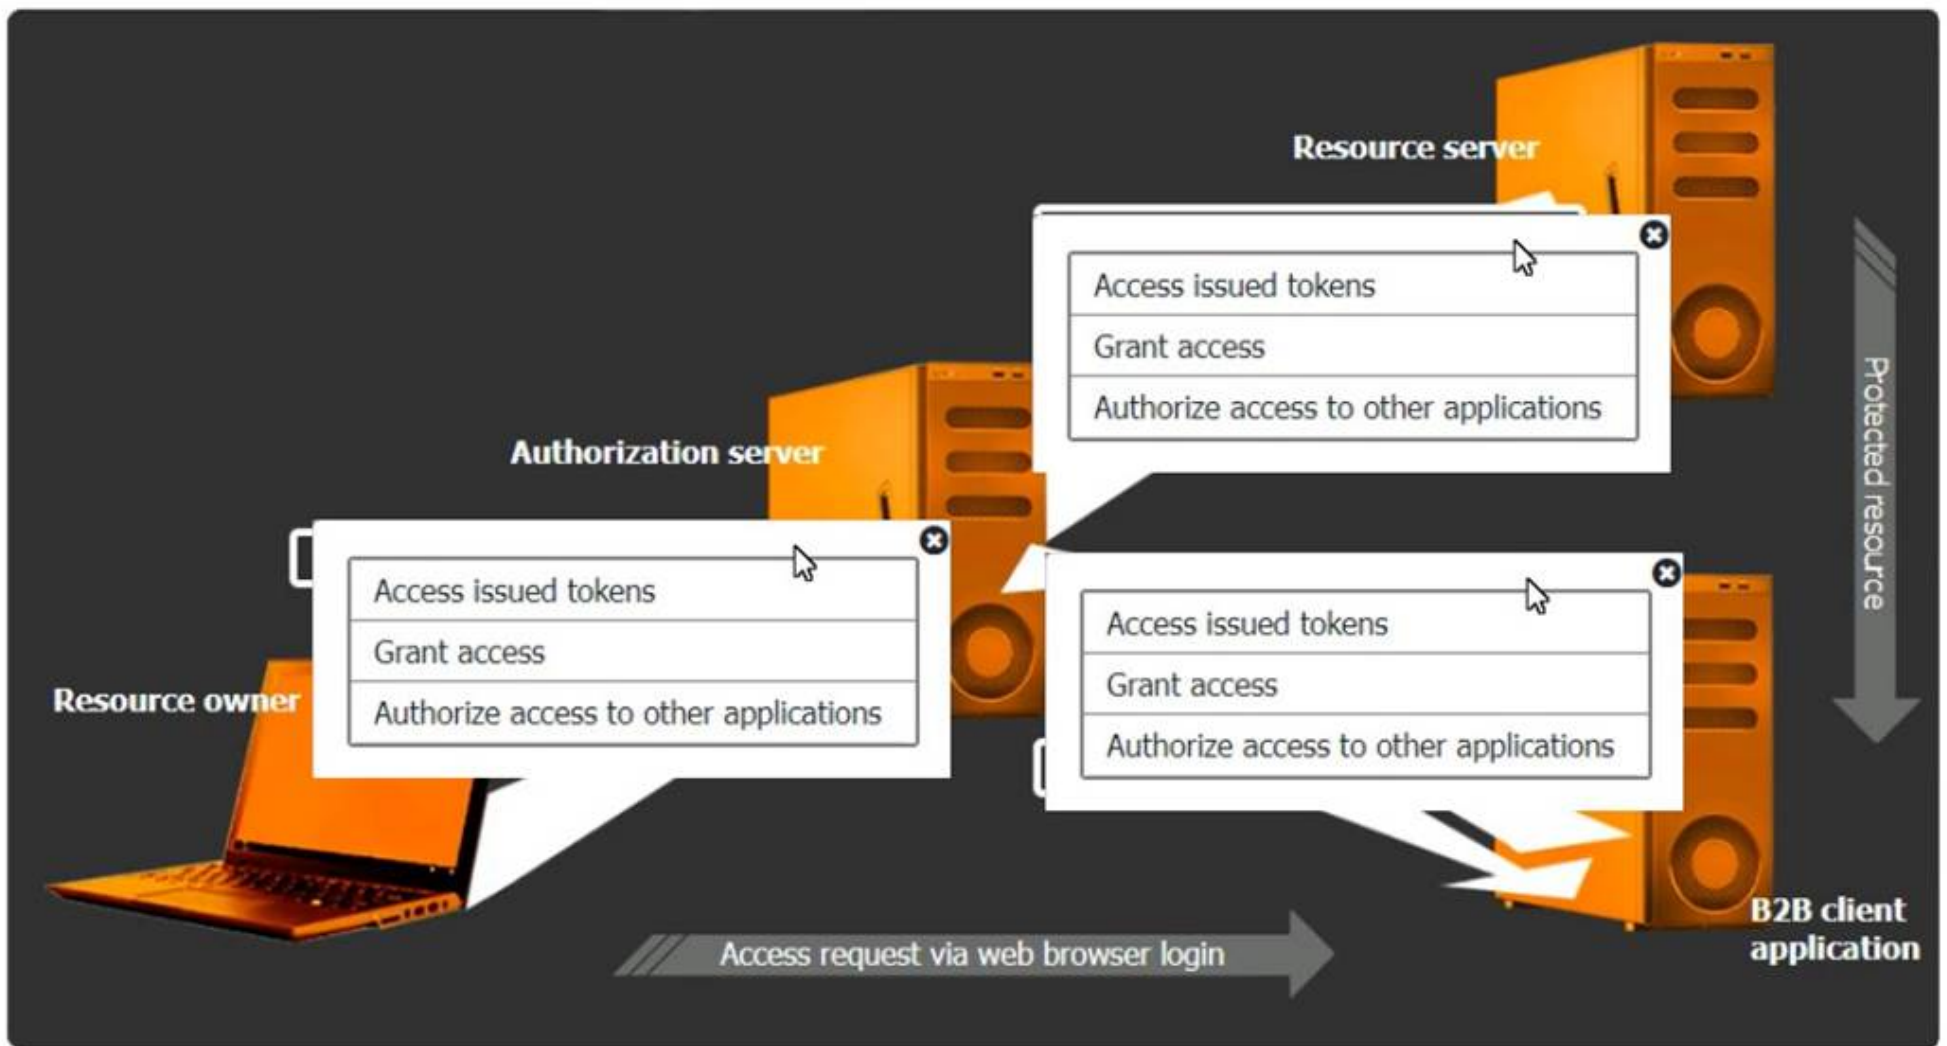 Resource server
Access issued tokens
Grant access
Authorize access to other applications
Protected resource
Authorization server
Access issued tokens
Grant access
Authorize access to other applications
Access issued tokens
Grant access
Authorize access to other applications
Resource owner
B2B client
application
Access request via web browser login